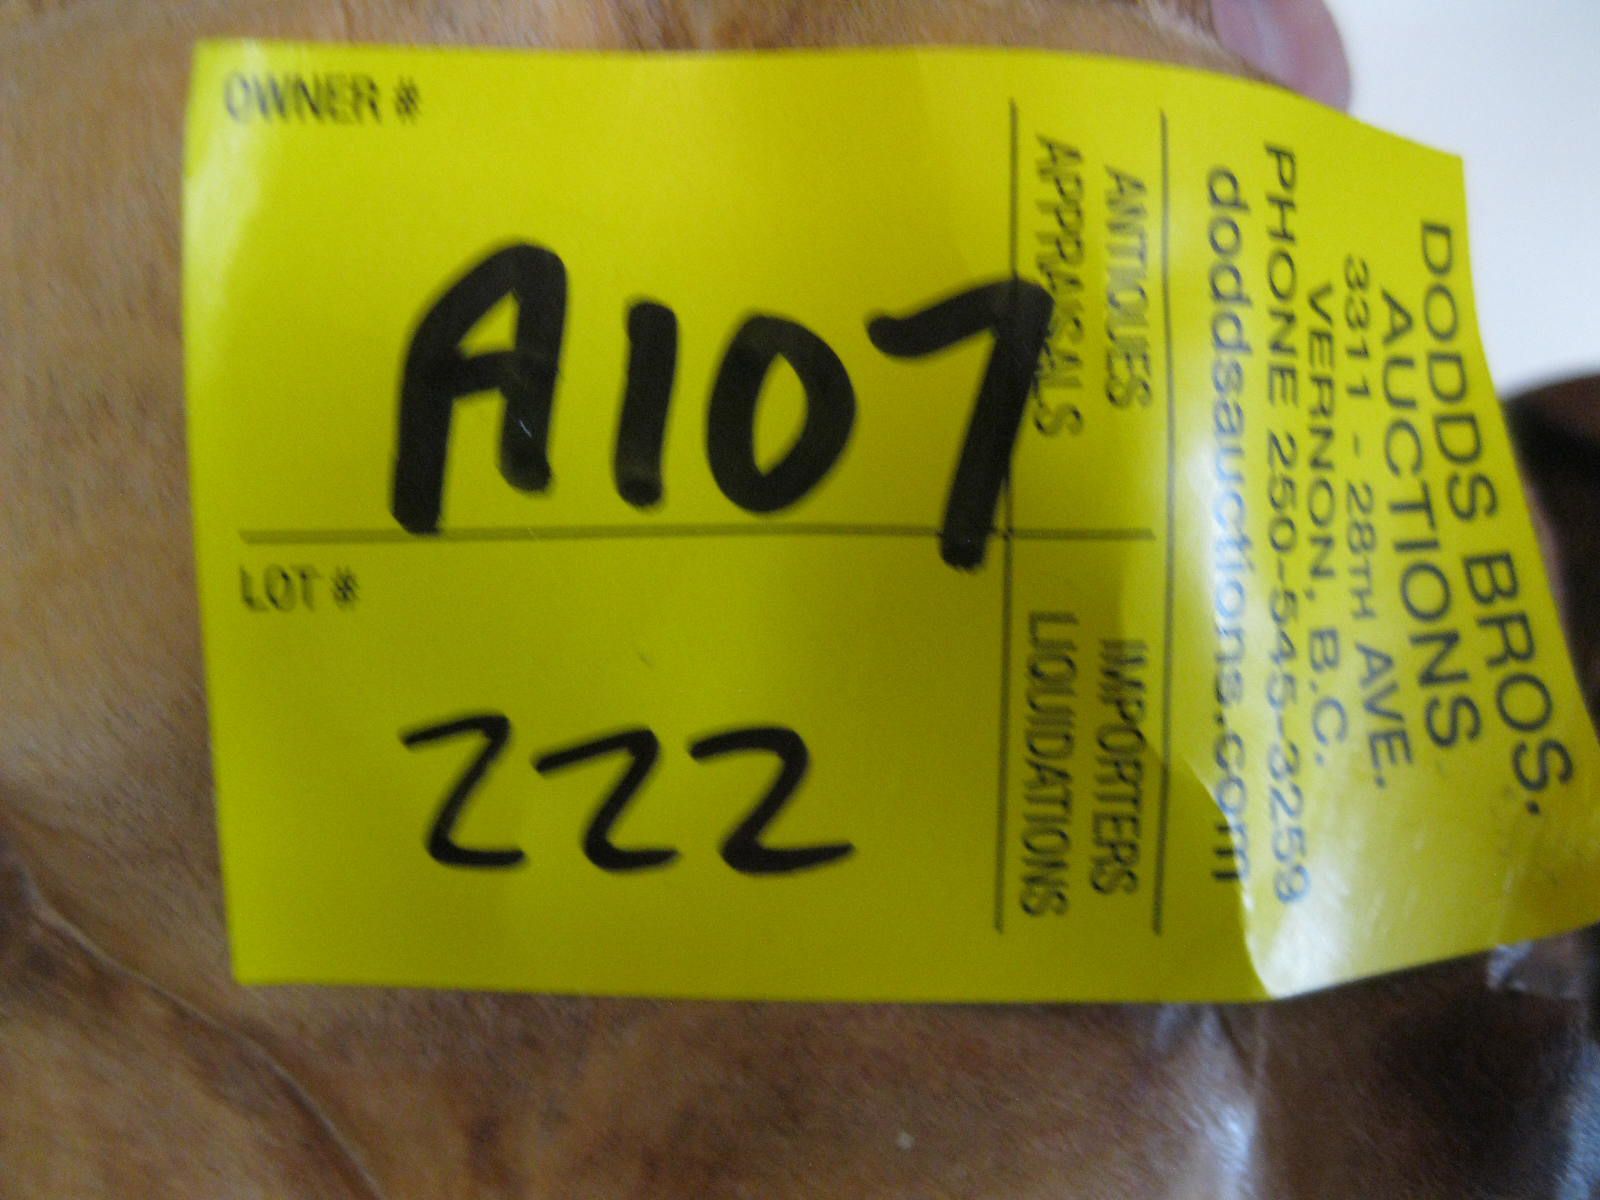 DODDS BROS.
AUCTIONS
3311 - 28TH AVE.
VERNON, B.C.
PHONE 250-545-3259
doddsauctions.com
ANTIQUES
APPRAISALS
IMPORTERS
LIQUIDATIONS
OWNER #
A107
LOT #
222